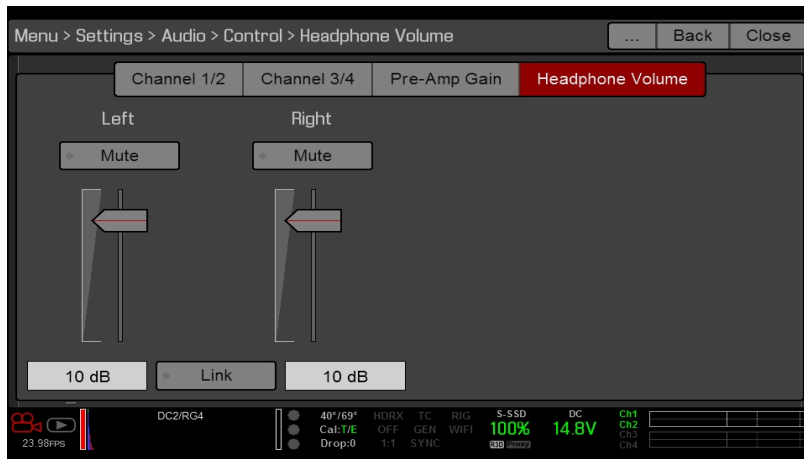 Menu > Settings > Audio > Control > Headphone Volume ... Back Close
Channel 1/2 Channel 3/4 Pre-Amp Gain Headphone Volume
Left Right
Mute Mute
10 dB Link 10 dB
DC2/RG4 40°/69° HDRX TC RIG S-SSD DC Ch1
Cal:T/E OFF GEN WIFI 100% 14.8V Ch2
23.98FPS Drop:0 1:1 SYNC R3D Proxy Ch3
Ch4